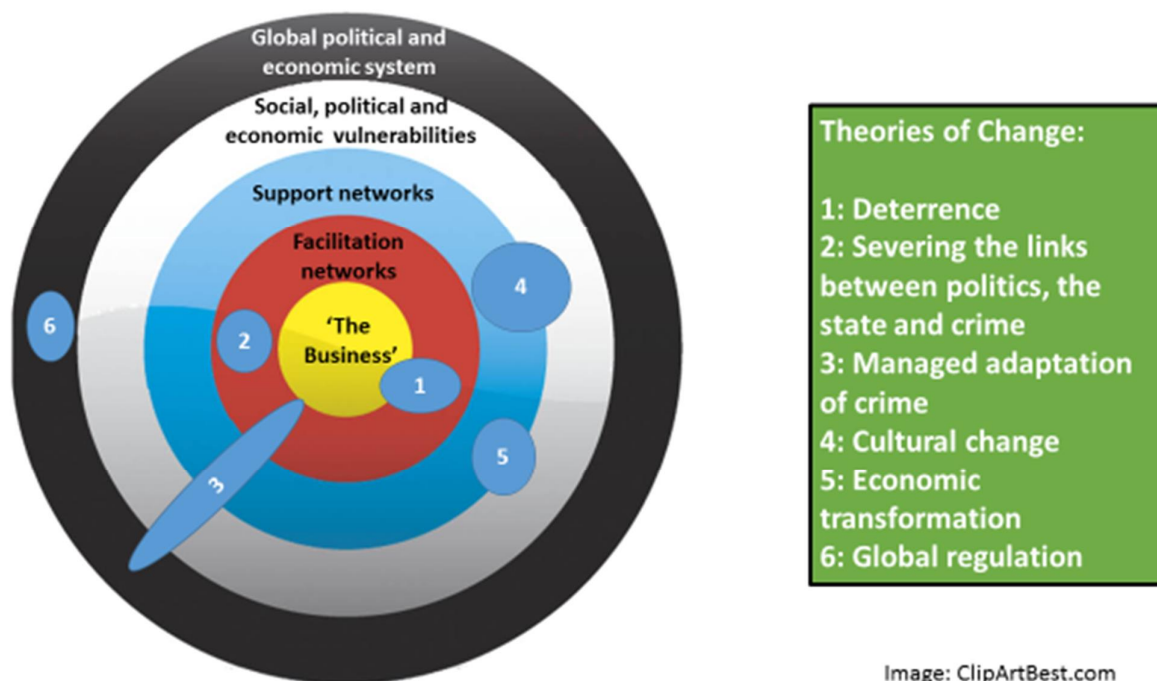 Global political and
economic system
Social, political and
economic vulnerabilities
Support networks
Facilitation
networks
'The
Business'
1
2
3
4
5
6
Theories of Change:
1: Deterrence
2: Severing the links
between politics, the
state and crime
3: Managed adaptation
of crime
4: Cultural change
5: Economic
transformation
6: Global regulation
Image: ClipArtBest.com